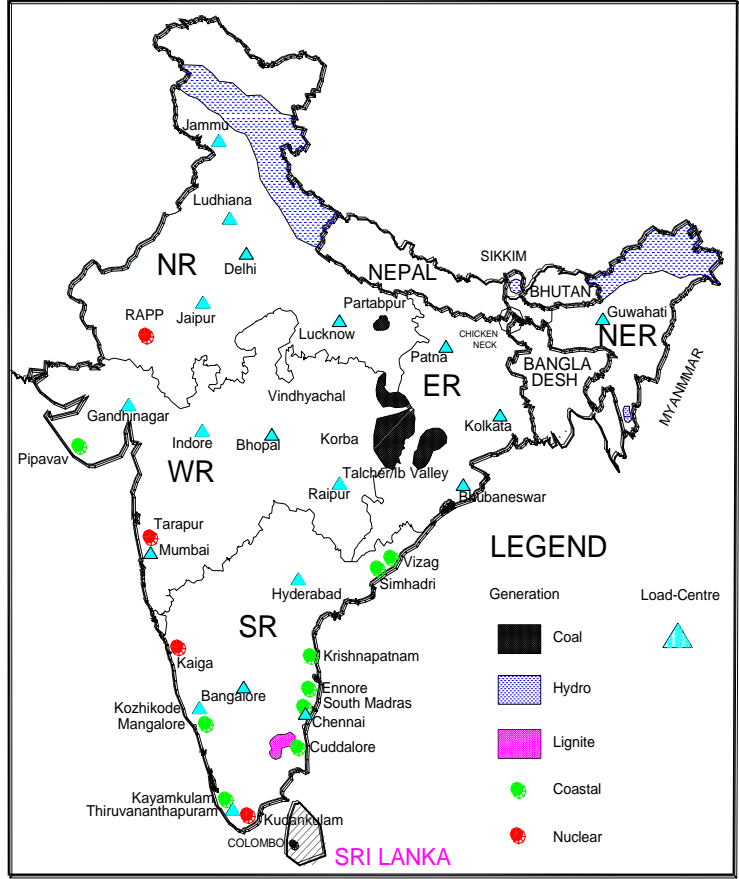 Jammu
Ludhiana
NR
Delhi
NEPAL
SIKKIM
BHUTAN
RAPP
Jaipur
Partabpur
Lucknow
CHICKEN
NECK
Guwahati
NER
Patna
BANGLA
DESH
MYANMMAR
ER
Vindhyachal
Gandhinagar
Indore
Bhopal
Korba
Kolkata
Pipavav
WR
Talcher/Ib Valley
Raipur
Bhubaneswar
Tarapur
Mumbai
Vizag
Simhadri
Hyderabad
SR
Krishnapatnam
Kaiga
Ennore
Bangalore
South Madras
Kozhikode
Chennai
Mangalore
Cuddalore
Kayamkulam
Thiruvananthapuram
Kudankulam
COLOMBO
SRI LANKA
LEGEND
Generation
Load-Centre
Coal
Hydro
Lignite
Coastal
Nuclear